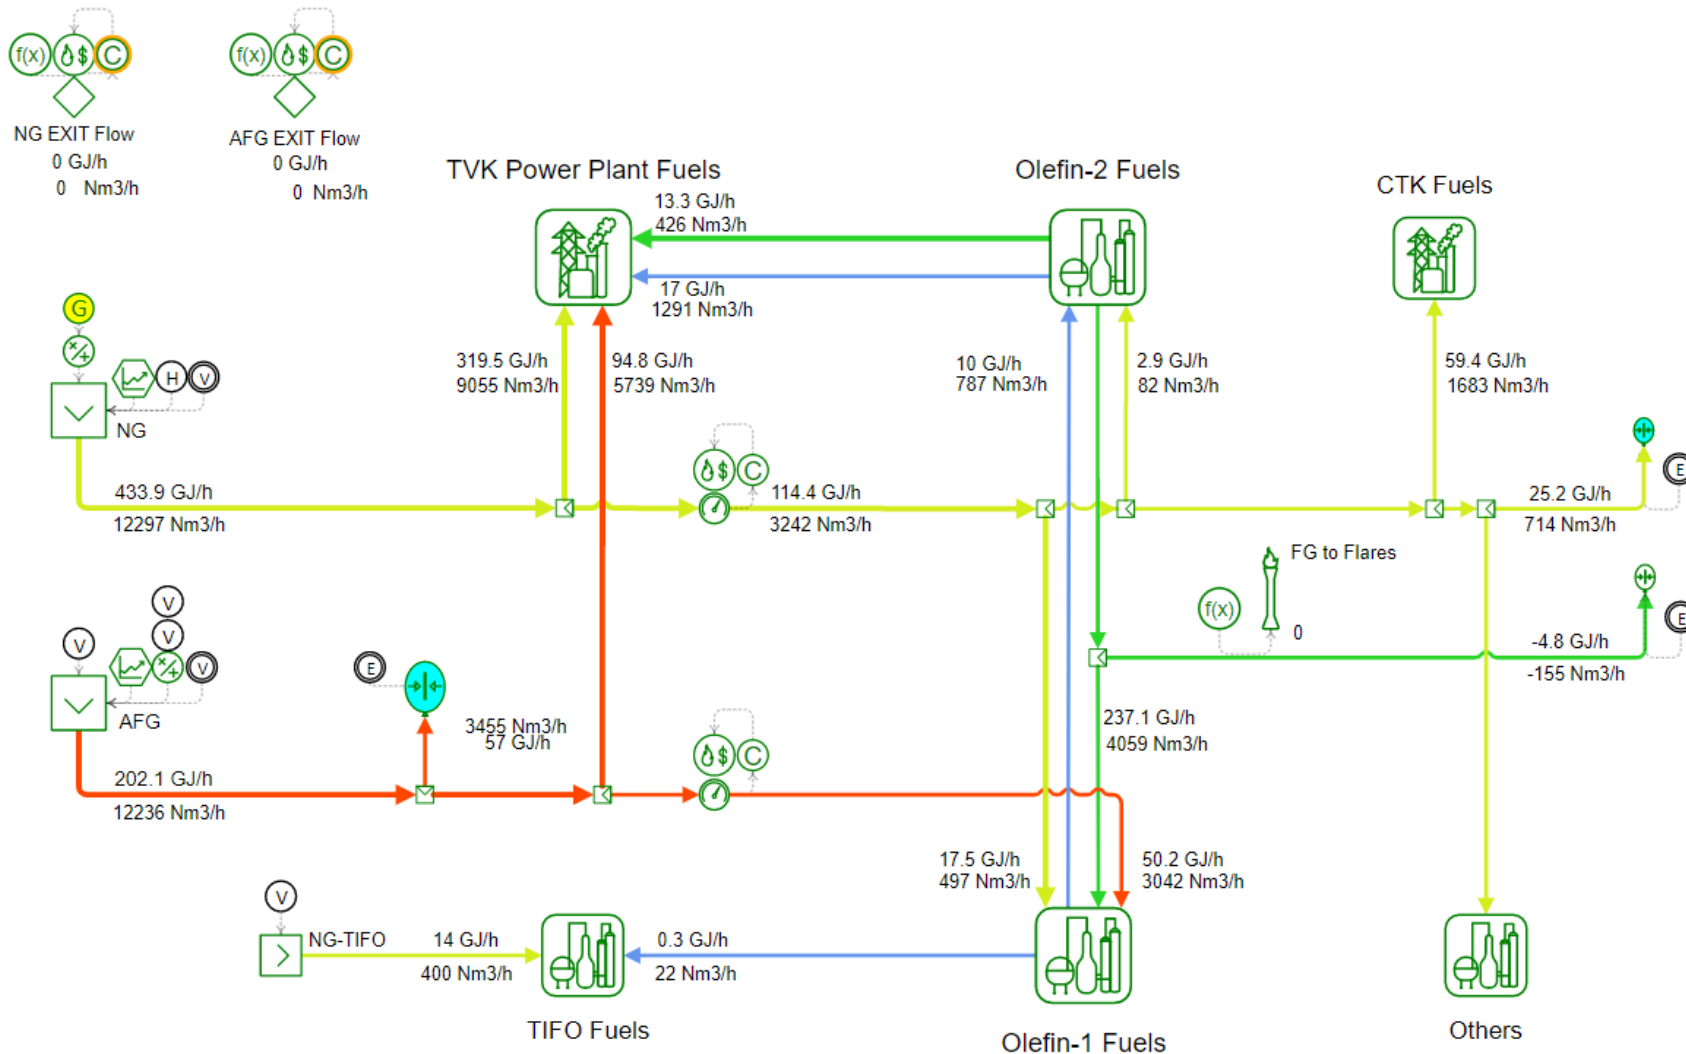 f(x)
$
C
f(x)
$
C
NG EXIT Flow
0 GJ/h
0 Nm3/h
AFG EXIT Flow
0 GJ/h
0 Nm3/h
TVK Power Plant Fuels
Olefin-2 Fuels
CTK Fuels
13.3 GJ/h
426 Nm3/h
17 GJ/h
1291 Nm3/h
G
H
V
NG
319.5 GJ/h
9055 Nm3/h
94.8 GJ/h
5739 Nm3/h
10 GJ/h
787 Nm3/h
2.9 GJ/h
82 Nm3/h
59.4 GJ/h
1683 Nm3/h
$
C
E
433.9 GJ/h
12297 Nm3/h
114.4 GJ/h
3242 Nm3/h
25.2 GJ/h
714 Nm3/h
FG to Flares
f(x)
0
E
-4.8 GJ/h
-155 Nm3/h
V
V
V
V
AFG
E
3455 Nm3/h
57 GJ/h
$
C
237.1 GJ/h
4059 Nm3/h
202.1 GJ/h
12236 Nm3/h
17.5 GJ/h
497 Nm3/h
50.2 GJ/h
3042 Nm3/h
V
NG-TIFO
14 GJ/h
400 Nm3/h
0.3 GJ/h
22 Nm3/h
TIFO Fuels
Olefin-1 Fuels
Others